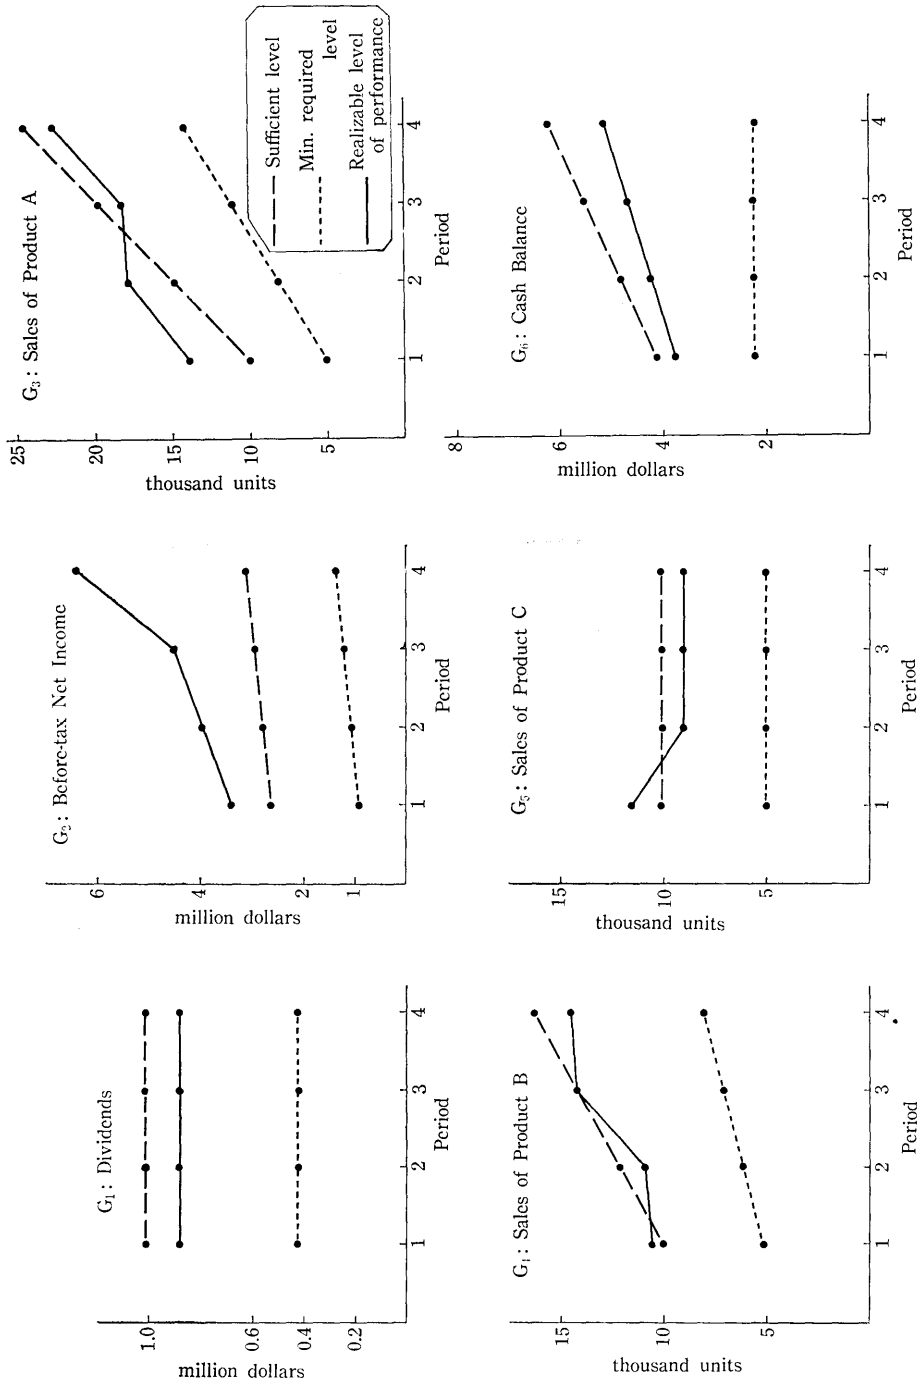 G₁: Dividends
million dollars
1.0
0.6
0.4
0.2
1 2 3 4
Period
G₂: Before-tax Net Income
million dollars
6
4
2
1
1 2 3 4
Period
G₃: Sales of Product A
thousand units
25
20
15
10
5
1 2 3 4
Period
Sufficient level
Min. required
level
Realizable level
of performance
G₄: Sales of Product B
thousand units
15
10
5
1 2 3 4
Period
G₅: Sales of Product C
thousand units
15
10
5
1 2 3 4
Period
G₆: Cash Balance
million dollars
8
6
4
2
1 2 3 4
Period